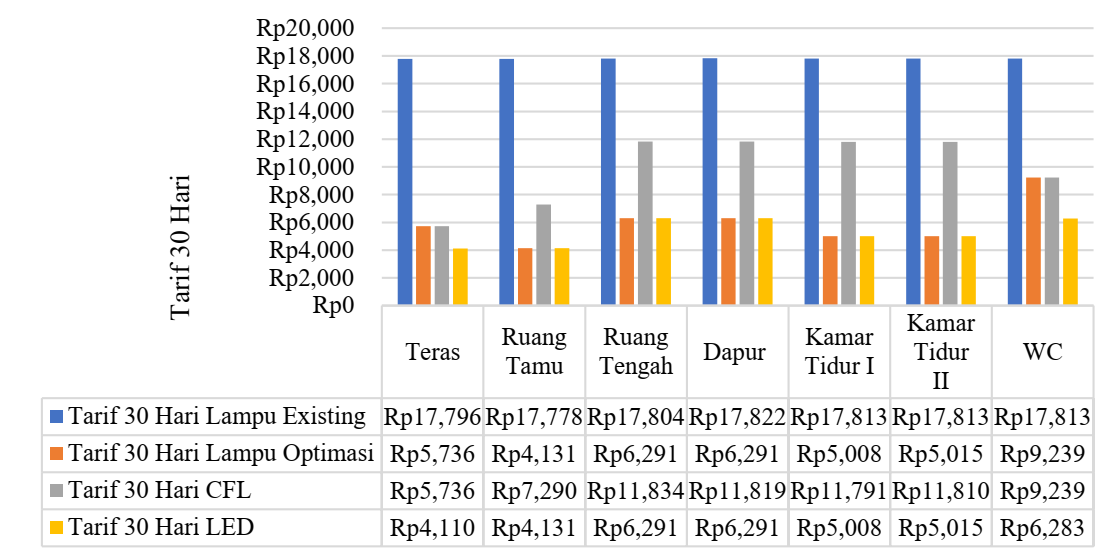 Rp20,000
Rp18,000
Rp16,000
Rp14,000
Rp12,000
Rp10,000
Rp8,000
Rp6,000
Rp4,000
Rp2,000
Rp0
Tarif 30 Hari
Teras
Ruang
Tamu
Ruang
Tengah
Dapur
Kamar
Tidur I
Kamar
Tidur
II
WC
Tarif 30 Hari Lampu Existing Rp17,796 Rp17,778 Rp17,804 Rp17,822 Rp17,813 Rp17,813 Rp17,813
Tarif 30 Hari Lampu Optimasi Rp5,736 Rp4,131 Rp6,291 Rp6,291 Rp5,008 Rp5,015 Rp9,239
Tarif 30 Hari CFL Rp5,736 Rp7,290 Rp11,834 Rp11,819 Rp11,791 Rp11,810 Rp9,239
Tarif 30 Hari LED Rp4,110 Rp4,131 Rp6,291 Rp6,291 Rp5,008 Rp5,015 Rp6,283